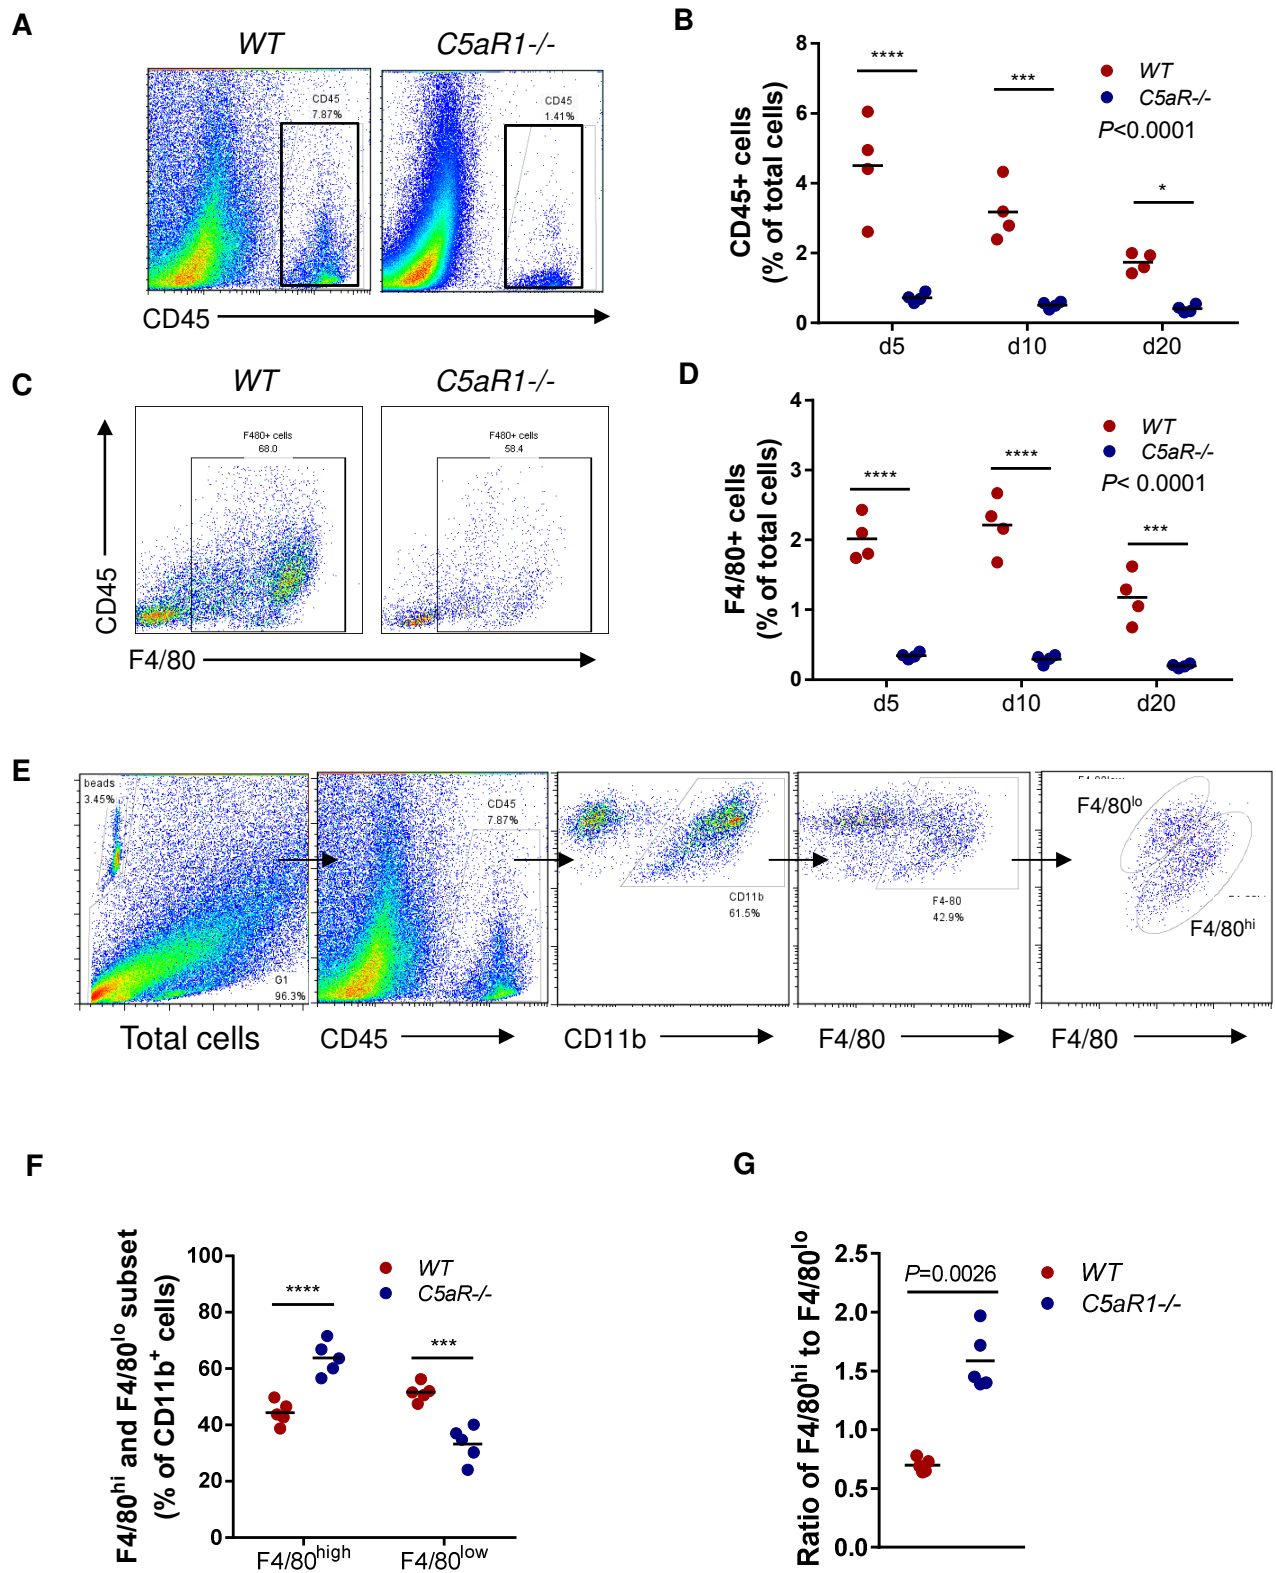 A
WT
C5aR1-/-
CD45
7.87%
CD45
1.41%
CD45
B
CD45+ cells
(% of total cells)
8
6
4
2
0
****
***
*
WT
C5aR-/-
P<0.0001
d5
d10
d20
C
WT
C5aR1-/-
F480+ cells
68.0
F480+ cells
58.4
CD45
F4/80
D
F4/80+ cells
(% of total cells)
4
3
2
1
0
****
****
***
WT
C5aR-/-
P< 0.0001
d5
d10
d20
E
beads
3.45%
G1
96.3%
CD45
7.87%
CD11b
61.5%
F4-80
42.9%
F4/80lo
F4/80hi
Total cells
CD45
CD11b
F4/80
F4/80
F
F4/80hi and F4/80lo subset
(% of CD11b+ cells)
100
80
60
40
20
0
****
***
WT
C5aR-/-
F4/80high
F4/80low
G
Ratio of F4/80hi to F4/80lo
2.5
2.0
1.5
1.0
0.5
0.0
P=0.0026
WT
C5aR1-/-